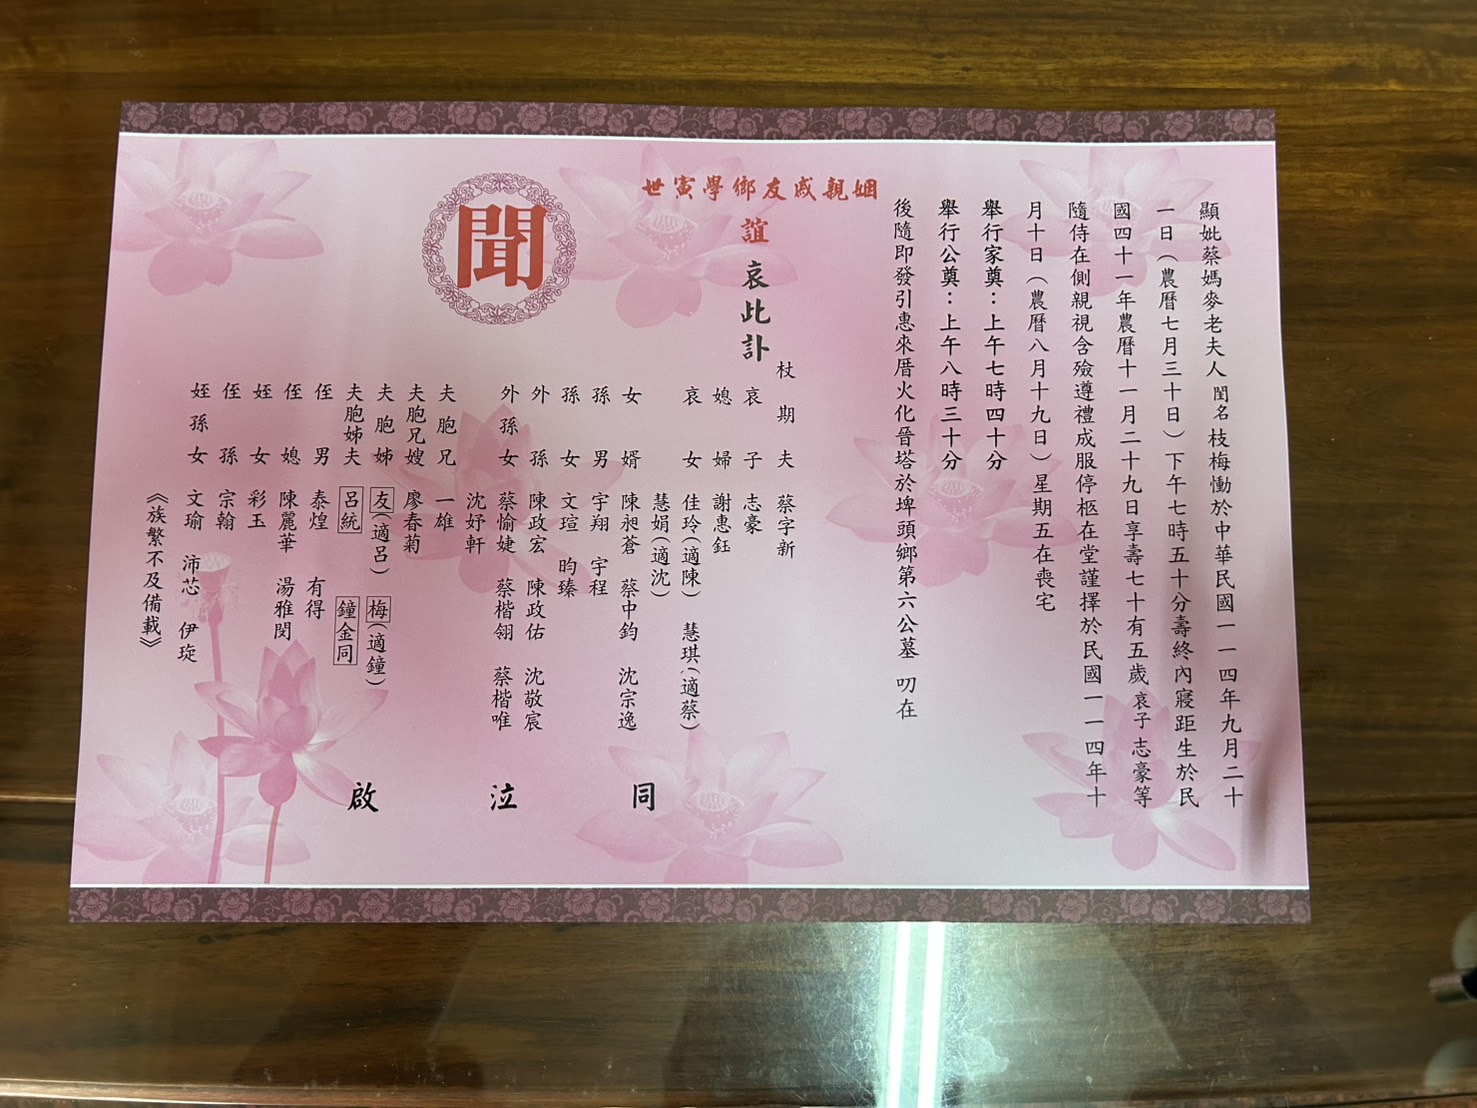 顯妣蔡媽麥老夫人閨名枝梅慟於中華民國一一四年九月二十
一日（農曆七月三十日）下午七時五十分壽終內寢距生於民
國四十一年農曆十一月二十九日享壽七十有五歲哀子志豪等
隨侍在側親視含殮遵禮成服停柩在堂謹擇於民國一一四年十
月十日（農曆八月十九日）星期五在喪宅
舉行家奠：上午七時四十分
舉行公奠：上午八時三十分
後隨即發引惠來厝火化晉塔於埤頭鄉第六公墓 叨在
姻親戚友鄉學寅世
誼 哀此訃
聞
杖期夫 蔡字新
哀子 志豪
媳婦 謝惠鈺
哀女 佳玲(適陳) 慧琪(適蔡)
慧娟(適沈)
女婿 陳昶蒼 蔡中鈞 沈宗逸
孫男 宇翔 宇程
孫女 文瑄 昀臻
外孫 陳政宏 陳政佑 沈敬宸
外孫女 蔡愉婕 蔡楷翎 蔡楷唯
沈妤軒
夫胞兄 一雄
夫胞兄嫂 廖春菊
夫胞姊 友(適呂) 梅(適鐘)
夫胞姊夫 呂統 鐘金同
侄男 泰煌 有得
侄媳 陳麗華 湯雅閔
姪女 彩玉
侄孫 宗翰
姪孫女 文瑜 沛芯 伊琁
《族繁不及備載》
同 泣 啟